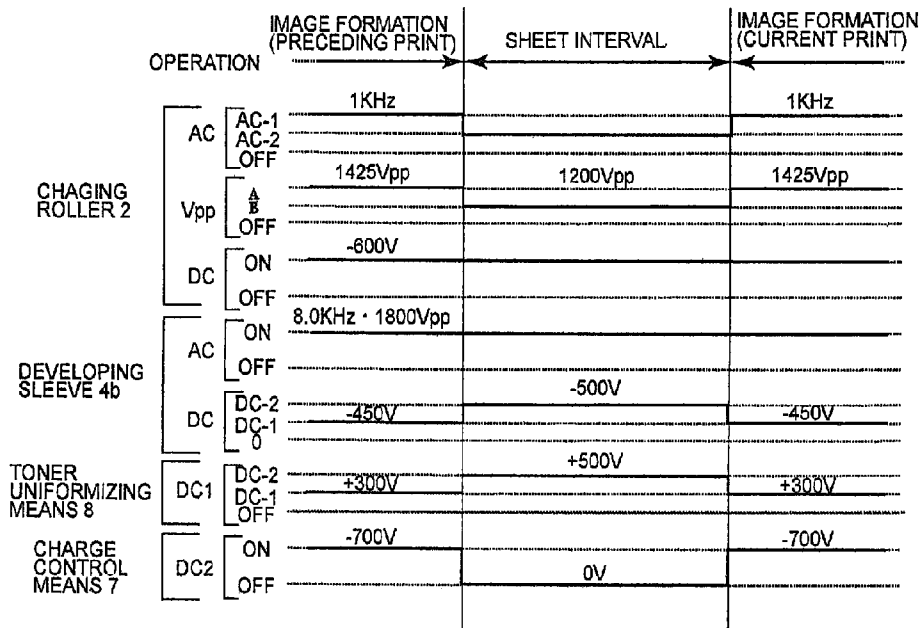 IMAGE FORMATION
(PRECEDING PRINT)
SHEET INTERVAL
IMAGE FORMATION
(CURRENT PRINT)
OPERATION
CHAGING
ROLLER 2
AC
AC-1
AC-2
OFF
1KHz
1KHz
Vpp
A
B
OFF
1425Vpp
1200Vpp
1425Vpp
DC
ON
OFF
-600V
DEVELOPING
SLEEVE 4b
AC
ON
OFF
8.0KHz・1800Vpp
DC
DC-2
DC-1
0
-450V
-500V
-450V
TONER
UNIFORMIZING
MEANS 8
DC1
DC-2
DC-1
OFF
+300V
+500V
+300V
CHARGE
CONTROL
MEANS 7
DC2
ON
OFF
-700V
0V
-700V